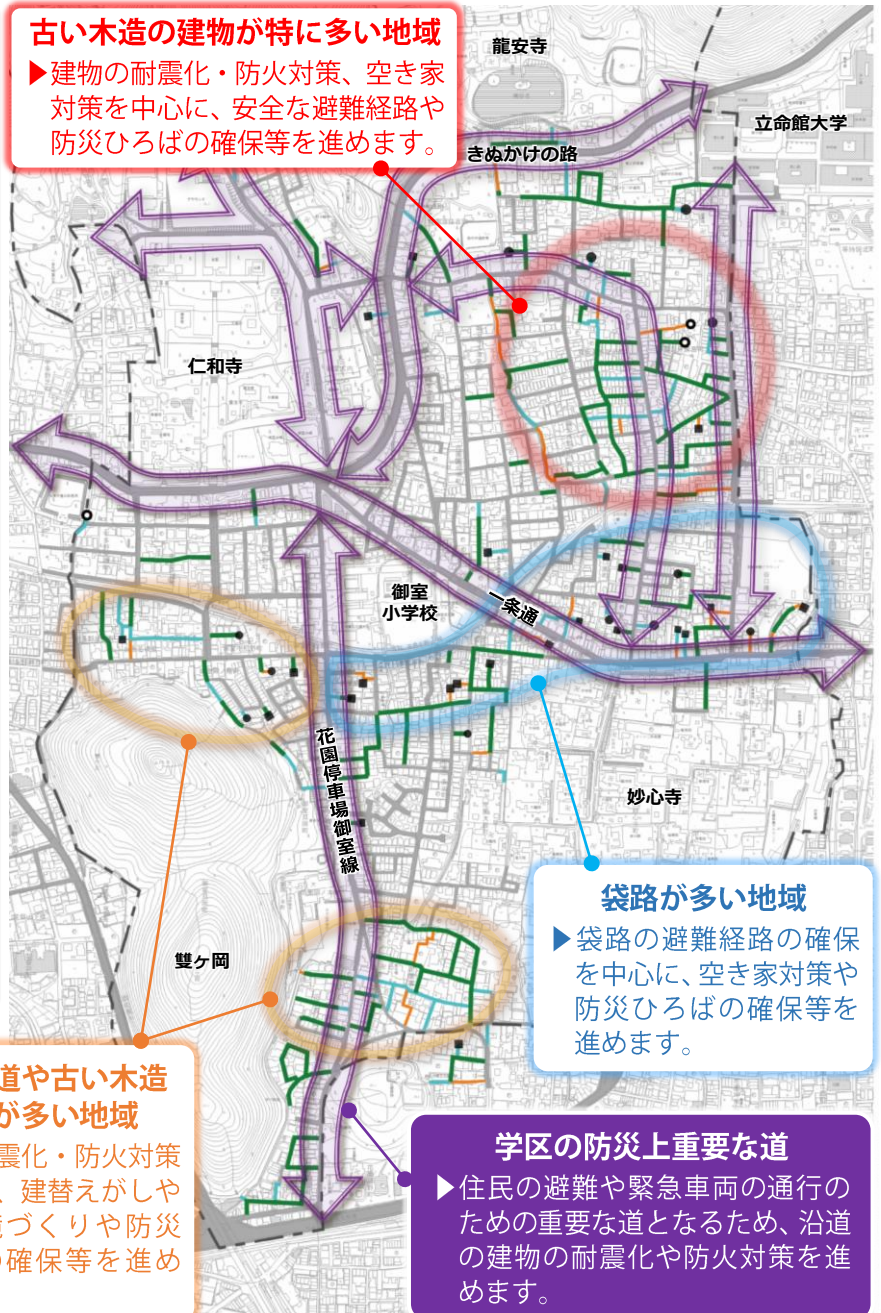 古い木造の建物が特に多い地域
▶建物の耐震化・防火対策、空き家
対策を中心に、安全な避難経路や
防災ひろばの確保等を進めます。
龍安寺
立命館大学
きぬかけの路
仁和寺
御室
小学校
一条通
花園停車場御室線
妙心寺
袋路が多い地域
▶袋路の避難経路の確保
を中心に、空き家対策や
防災ひろばの確保等を
進めます。
雙ヶ岡
道や古い木造
が多い地域
震化・防火対策
、建替えがしや
境づくりや防災
の確保等を進め
学区の防災上重要な道
▶住民の避難や緊急車両の通行の
ための重要な道となるため、沿道
の建物の耐震化や防火対策を進
めます。